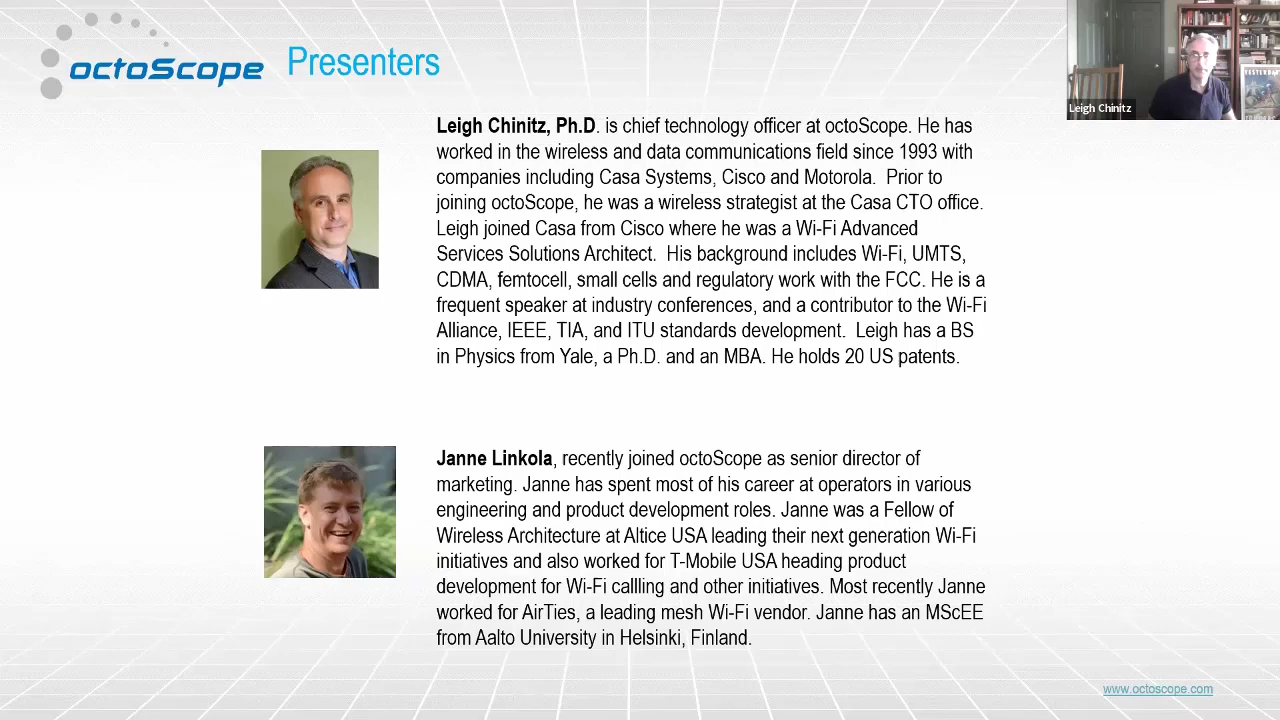 octoScope Presenters
Leigh Chinitz
Leigh Chinitz, Ph.D. is chief technology officer at octoScope. He has
worked in the wireless and data communications field since 1993 with
companies including Casa Systems, Cisco and Motorola.  Prior to
joining octoScope, he was a wireless strategist at the Casa CTO office.
Leigh joined Casa from Cisco where he was a Wi-Fi Advanced
Services Solutions Architect.  His background includes Wi-Fi, UMTS,
CDMA, femtocell, small cells and regulatory work with the FCC. He is a
frequent speaker at industry conferences, and a contributor to the Wi-Fi
Alliance, IEEE, TIA, and ITU standards development.  Leigh has a BS
in Physics from Yale, a Ph.D. and an MBA. He holds 20 US patents.
Janne Linkola, recently joined octoScope as senior director of
marketing. Janne has spent most of his career at operators in various
engineering and product development roles. Janne was a Fellow of
Wireless Architecture at Altice USA leading their next generation Wi-Fi
initiatives and also worked for T-Mobile USA heading product
development for Wi-Fi callling and other initiatives. Most recently Janne
worked for AirTies, a leading mesh Wi-Fi vendor. Janne has an MScEE
from Aalto University in Helsinki, Finland.
www.octoscope.com